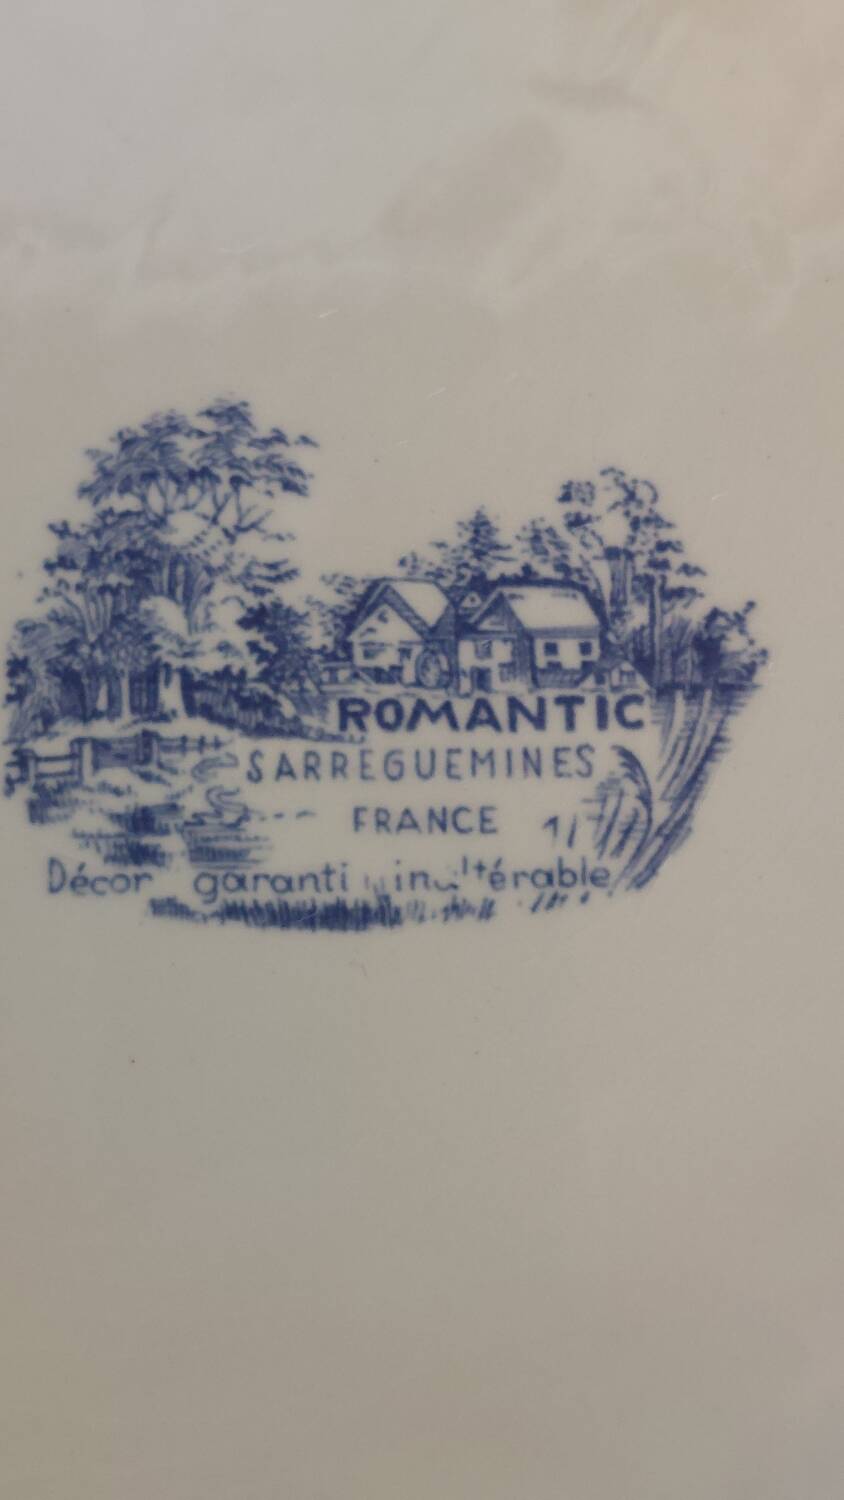 ROMANTIC
SARREGUEMINES
FRANCE
Décor garanti inaltérable